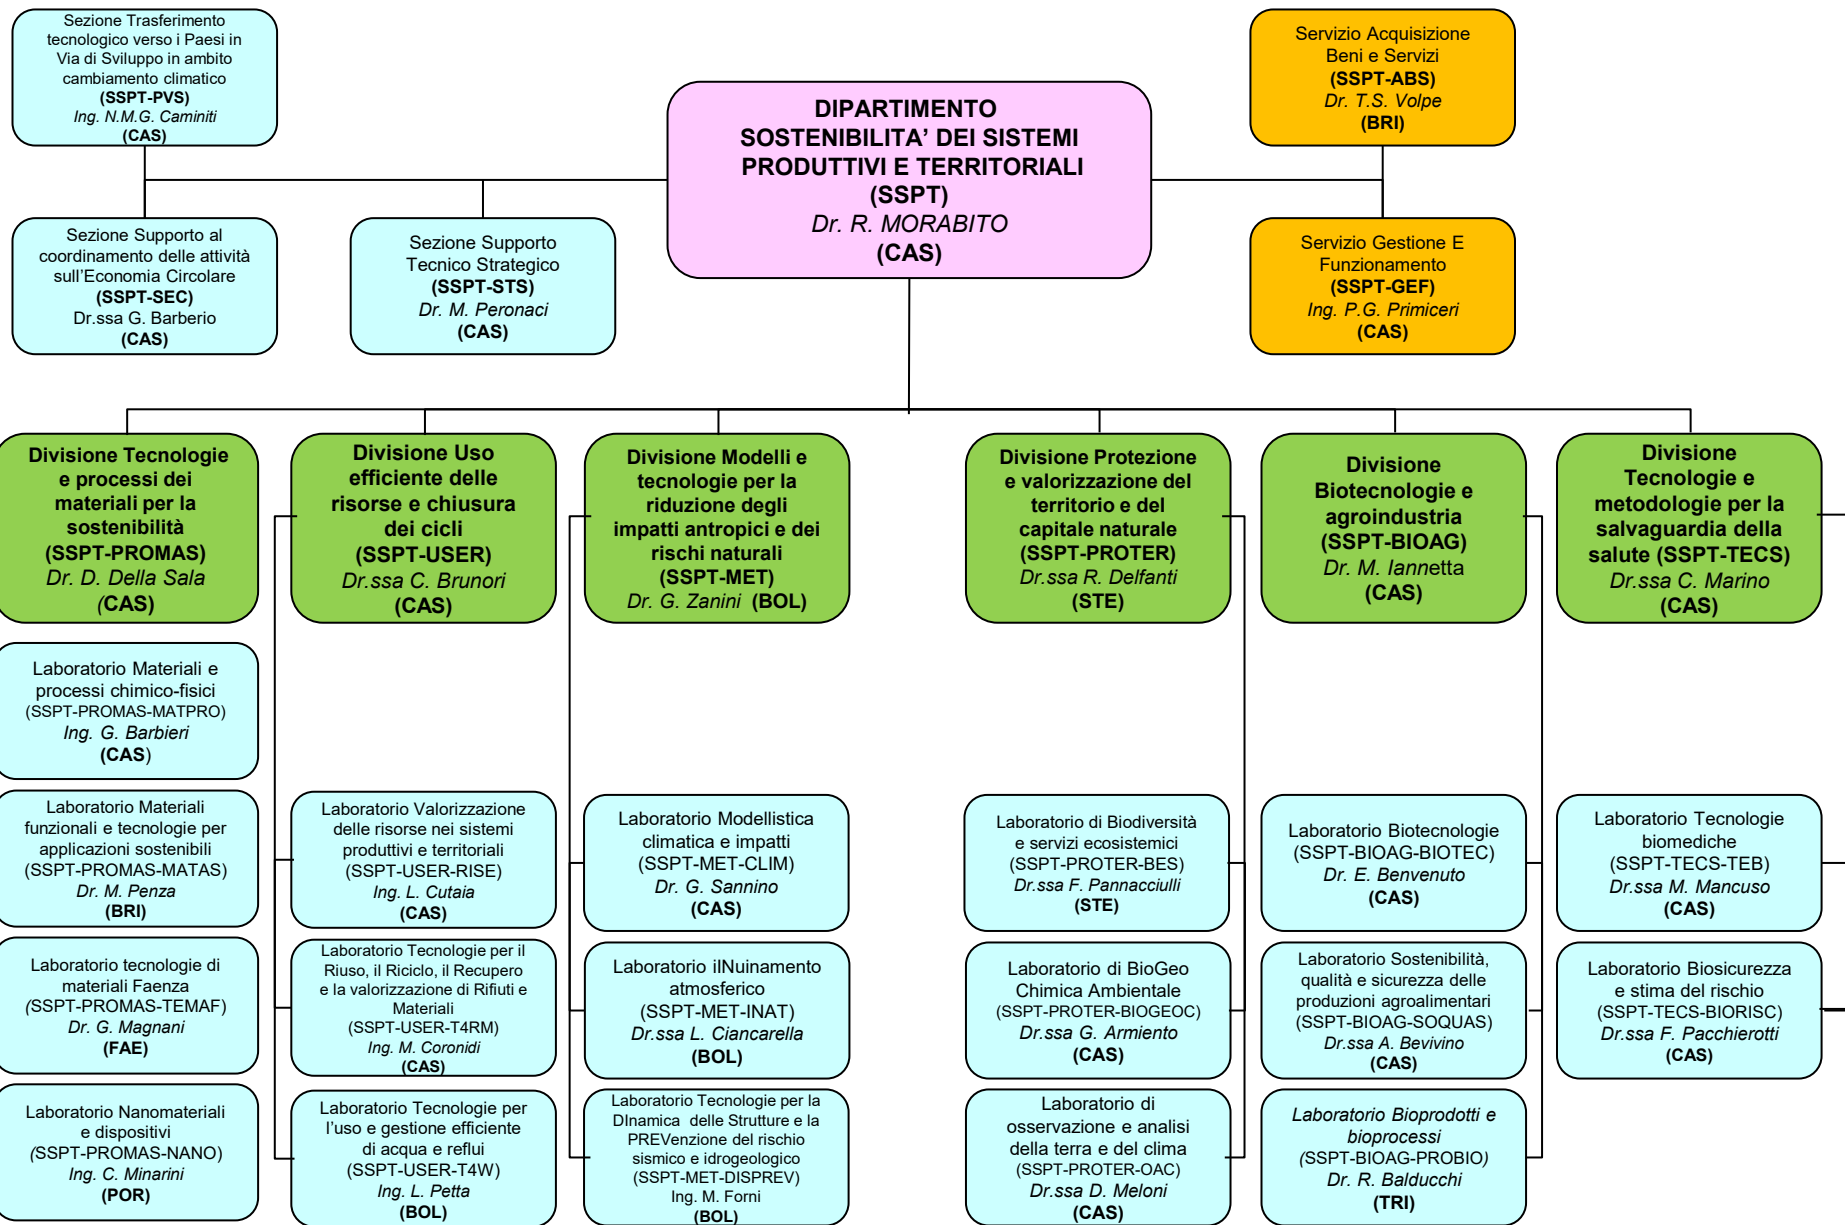 Sezione Trasferimento
tecnologico verso i Paesi in
Via di Sviluppo in ambito
cambiamento climatico
(SSPT-PVS)
Ing. N.M.G. Caminiti
(CAS)
Servizio Acquisizione
Beni e Servizi
(SSPT-ABS)
Dr. T.S. Volpe
(BRI)
DIPARTIMENTO
SOSTENIBILITA’ DEI SISTEMI
PRODUTTIVI E TERRITORIALI
(SSPT)
Dr. R. MORABITO
(CAS)
Sezione Supporto al
coordinamento delle attività
sull’Economia Circolare
(SSPT-SEC)
Dr.ssa G. Barberio
(CAS)
Sezione Supporto
Tecnico Strategico
(SSPT-STS)
Dr. M. Peronaci
(CAS)
Servizio Gestione E
Funzionamento
(SSPT-GEF)
Ing. P.G. Primiceri
(CAS)
Divisione Tecnologie
e processi dei
materiali per la
sostenibilità
(SSPT-PROMAS)
Dr. D. Della Sala
(CAS)
Divisione Uso
efficiente delle
risorse e chiusura
dei cicli
(SSPT-USER)
Dr.ssa C. Brunori
(CAS)
Divisione Modelli e
tecnologie per la
riduzione degli
impatti antropici e dei
rischi naturali
(SSPT-MET)
Dr. G. Zanini (BOL)
Divisione Protezione
e valorizzazione del
territorio e del
capitale naturale
(SSPT-PROTER)
Dr.ssa R. Delfanti
(STE)
Divisione
Biotecnologie e
agroindustria
(SSPT-BIOAG)
Dr. M. Iannetta
(CAS)
Divisione
Tecnologie e
metodologie per la
salvaguardia della
salute (SSPT-TECS)
Dr.ssa C. Marino
(CAS)
Laboratorio Materiali e
processi chimico-fisici
(SSPT-PROMAS-MATPRO)
Ing. G. Barbieri
(CAS)
Laboratorio Materiali
funzionali e tecnologie per
applicazioni sostenibili
(SSPT-PROMAS-MATAS)
Dr. M. Penza
(BRI)
Laboratorio Valorizzazione
delle risorse nei sistemi
produttivi e territoriali
(SSPT-USER-RISE)
Ing. L. Cutaia
(CAS)
Laboratorio Modellistica
climatica e impatti
(SSPT-MET-CLIM)
Dr. G. Sannino
(CAS)
Laboratorio di Biodiversità
e servizi ecosistemici
(SSPT-PROTER-BES)
Dr.ssa F. Pannacciulli
(STE)
Laboratorio Biotecnologie
(SSPT-BIOAG-BIOTEC)
Dr. E. Benvenuto
(CAS)
Laboratorio Tecnologie
biomediche
(SSPT-TECS-TEB)
Dr.ssa M. Mancuso
(CAS)
Laboratorio tecnologie di
materiali Faenza
(SSPT-PROMAS-TEMAF)
Dr. G. Magnani
(FAE)
Laboratorio Tecnologie per il
Riuso, il Riciclo, il Recupero
e la valorizzazione di Rifiuti e
Materiali
(SSPT-USER-T4RM)
Ing. M. Coronidi
(CAS)
Laboratorio ilNuinamento
atmosferico
(SSPT-MET-INAT)
Dr.ssa L. Ciancarella
(BOL)
Laboratorio di BioGeo
Chimica Ambientale
(SSPT-PROTER-BIOGEOC)
Dr.ssa G. Armiento
(CAS)
Laboratorio Sostenibilità,
qualità e sicurezza delle
produzioni agroalimentari
(SSPT-BIOAG-SOQUAS)
Dr.ssa A. Bevivino
(CAS)
Laboratorio Biosicurezza
e stima del rischio
(SSPT-TECS-BIORISC)
Dr.ssa F. Pacchierotti
(CAS)
Laboratorio Nanomateriali
e dispositivi
(SSPT-PROMAS-NANO)
Ing. C. Minarini
(POR)
Laboratorio Tecnologie per
l’uso e gestione efficiente
di acqua e reflui
(SSPT-USER-T4W)
Ing. L. Petta
(BOL)
Laboratorio Tecnologie per la
DInamica delle Strutture e la
PREVenzione del rischio
sismico e idrogeologico
(SSPT-MET-DISPREV)
Ing. M. Forni
(BOL)
Laboratorio di
osservazione e analisi
della terra e del clima
(SSPT-PROTER-OAC)
Dr.ssa D. Meloni
(CAS)
Laboratorio Bioprodotti e
bioprocessi
(SSPT-BIOAG-PROBIO)
Dr. R. Balducchi
(TRI)